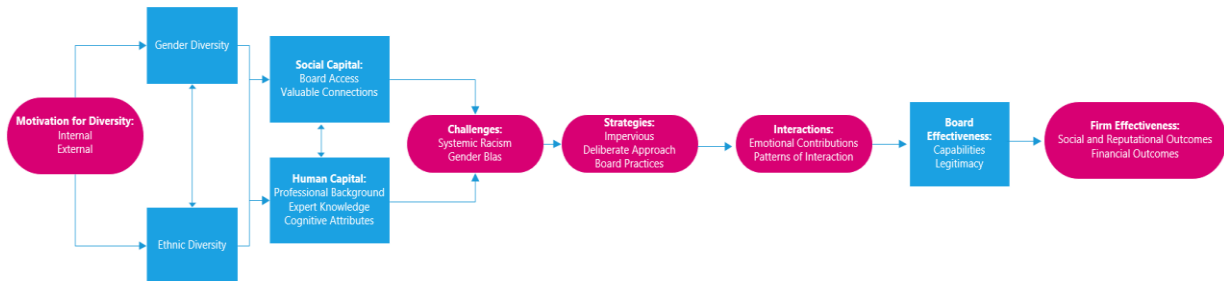 Gender Diversity
Motivation for Diversity:
Internal
External
Ethnic Diversity
Social Capital:
Board Access
Valuable Connections
Human Capital:
Professional Background
Expert Knowledge
Cognitive Attributes
Challenges:
Systemic Racism
Gender BIas
Strategies:
Impervious
Deliberate Approach
Board Practices
Interactions:
Emotional Contributions
Patterns of Interaction
Board
Effectiveness:
Capabilities
Legitimacy
Firm Effectiveness:
Social and Reputational Outcomes
Financial Outcomes